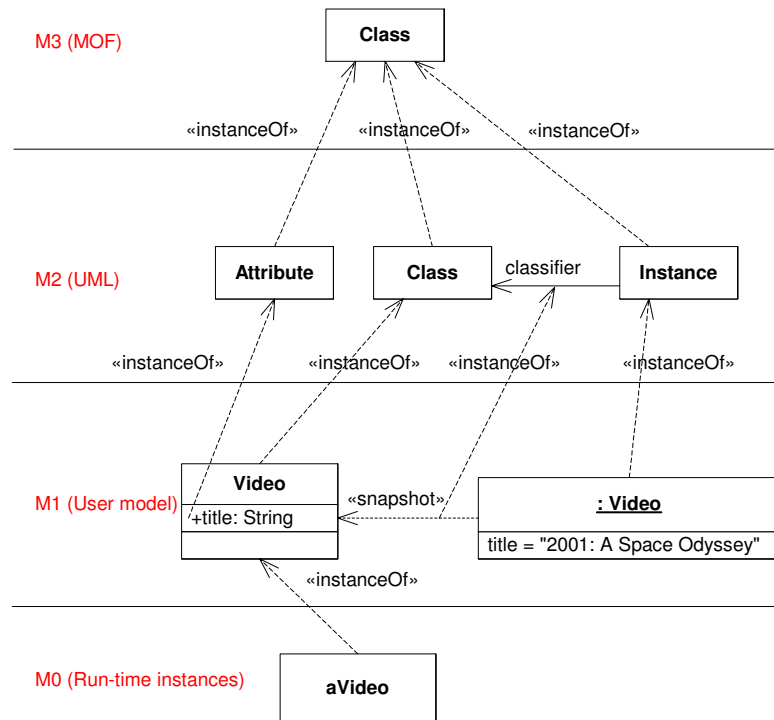 M3 (MOF)
Class
«instanceOf» «instanceOf» «instanceOf»
M2 (UML)
Attribute
Class
classifier
Instance
«instanceOf» «instanceOf» «instanceOf» «instanceOf»
M1 (User model)
Video
+title: String
«snapshot»
: Video
title = "2001: A Space Odyssey"
«instanceOf»
M0 (Run-time instances)
aVideo